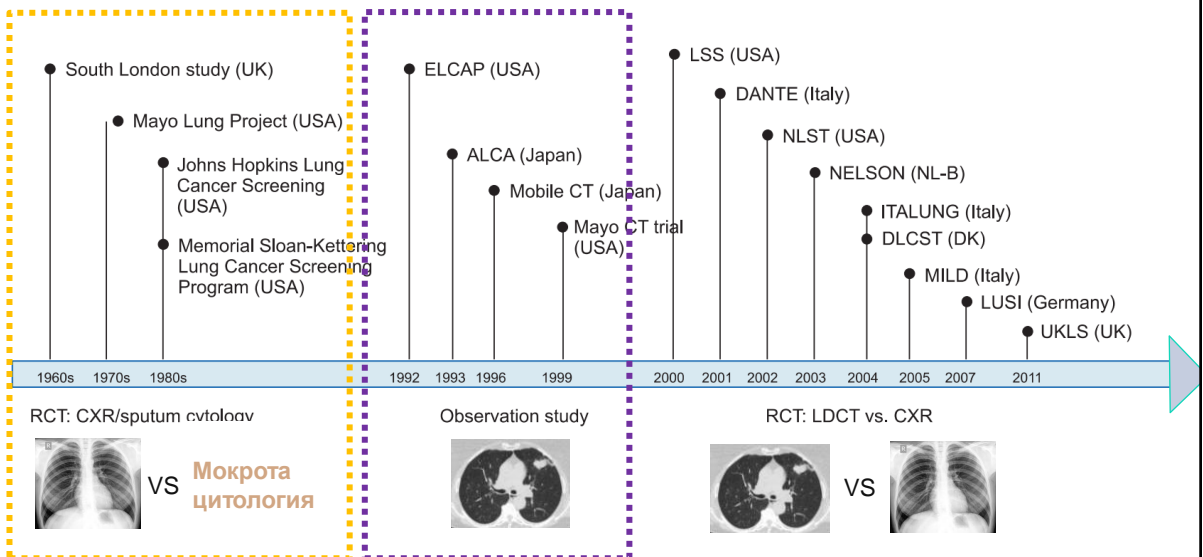 South London study (UK)
Mayo Lung Project (USA)
Johns Hopkins Lung
Cancer Screening
(USA)
Memorial Sloan-Kettering
Lung Cancer Screening
Program (USA)
ELCAP (USA)
ALCA (Japan)
Mobile CT (Japan)
Mayo CT trial
(USA)
LSS (USA)
DANTE (Italy)
NLST (USA)
NELSON (NL-B)
ITALUNG (Italy)
DLCST (DK)
MILD (Italy)
LUSI (Germany)
UKLS (UK)
1960s 1970s 1980s 1992 1993 1996 1999 2000 2001 2002 2003 2004 2005 2007 2011
RCT: CXR/sputum cytology
Observation study
RCT: LDCT vs. CXR
VS
Мокрота
цитология
VS